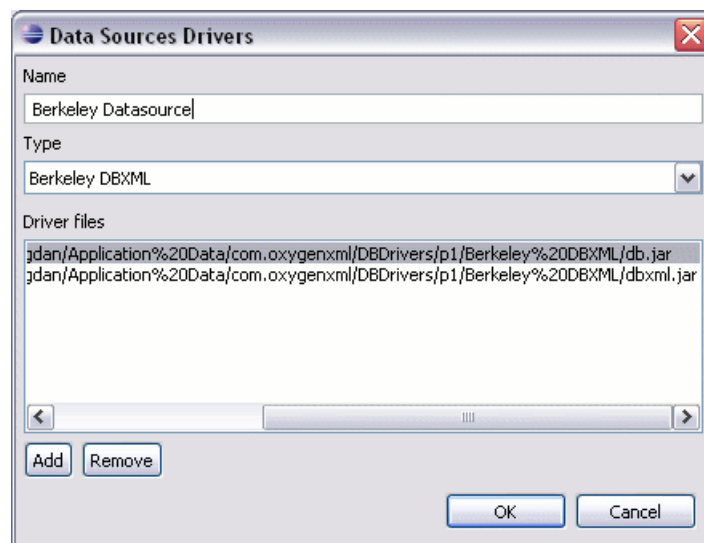 Data Sources Drivers
Name
Berkeley Datasource
Type
Berkeley DBXML
Driver files
gdan/Application%20Data/com.oxygenxml/DBDrivers/p1/Berkeley%20DBXML/db.jar
gdan/Application%20Data/com.oxygenxml/DBDrivers/p1/Berkeley%20DBXML/dbxml.jar
Add Remove
OK Cancel